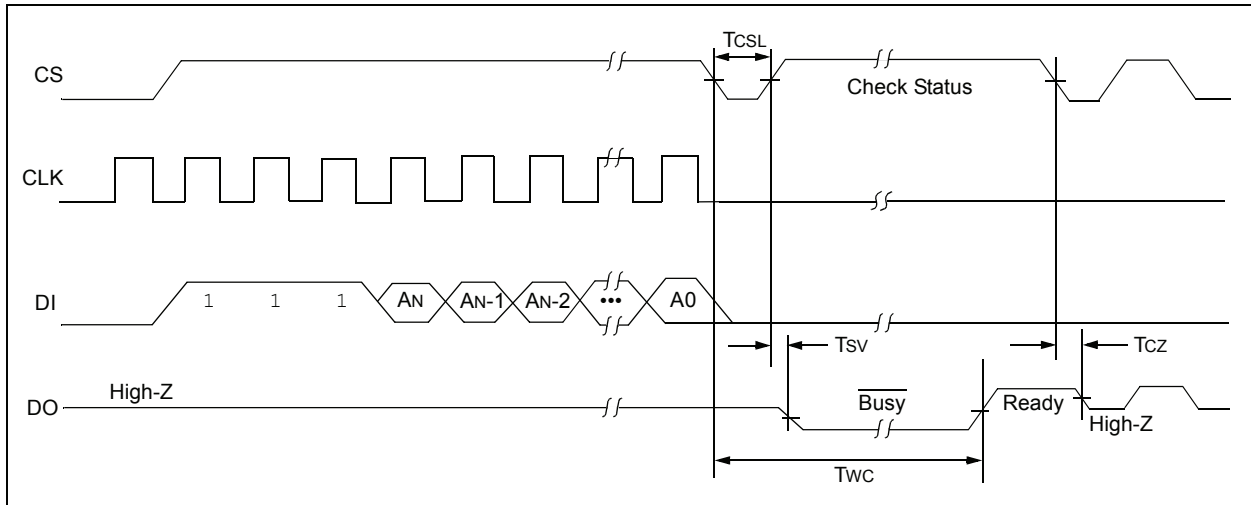 TCSL
CS
Check Status
CLK
DI
1 1 1 AN AN-1 AN-2 ••• A0
TSV
TCZ
High-Z
DO
Busy
Ready
High-Z
TWC